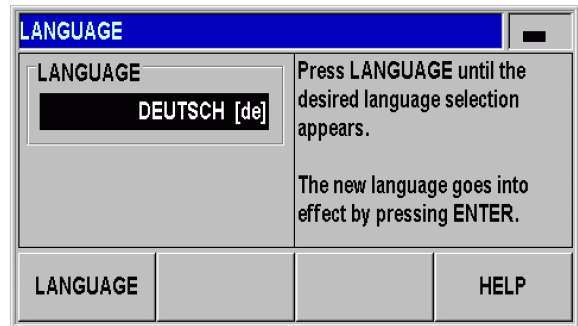 LANGUAGE
LANGUAGE
DEUTSCH [de]
Press LANGUAGE until the
desired language selection
appears.
The new language goes into
effect by pressing ENTER.
LANGUAGE
HELP